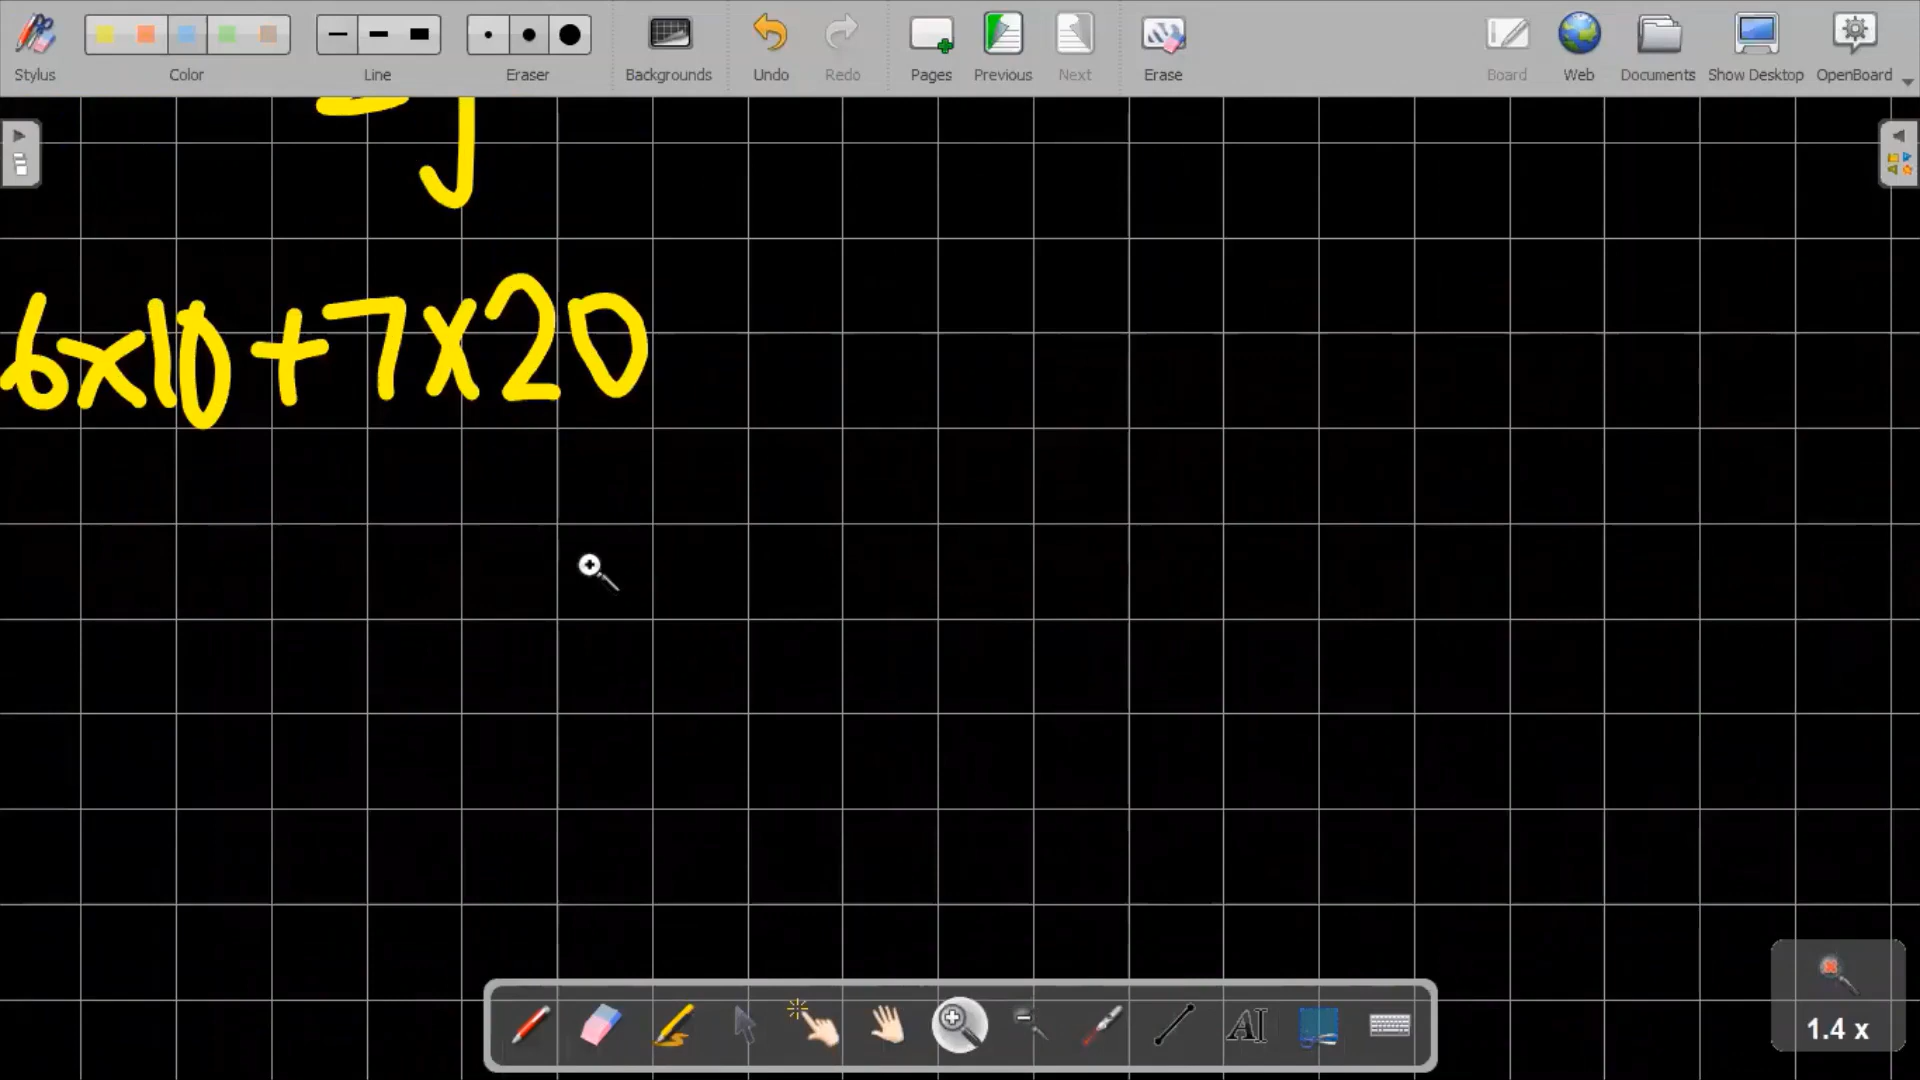 Stylus Color Line Eraser Backgrounds Undo Redo Pages Previous Next Erase Board Web Documents Show Desktop OpenBoard
6x10+7x20
AI
1.4 x